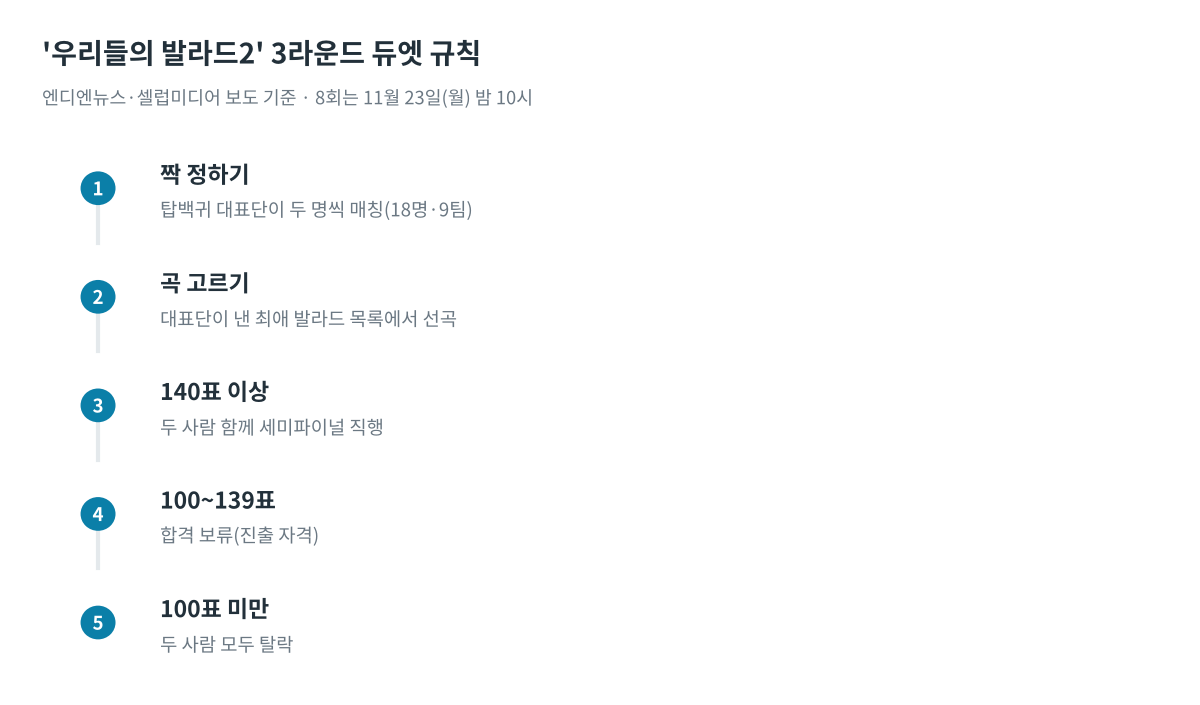 '우리들의 발라드2' 3라운드 듀엣 규칙
엔디엔뉴스·셀럽미디어 보도 기준 · 8회는 11월 23일(월) 밤 10시
1
짝 정하기
탑백귀 대표단이 두 명씩 매칭(18명·9팀)
2
곡 고르기
대표단이 낸 최애 발라드 목록에서 선곡
3
140표 이상
두 사람 함께 세미파이널 직행
4
100~139표
합격 보류(진출 자격)
5
100표 미만
두 사람 모두 탈락